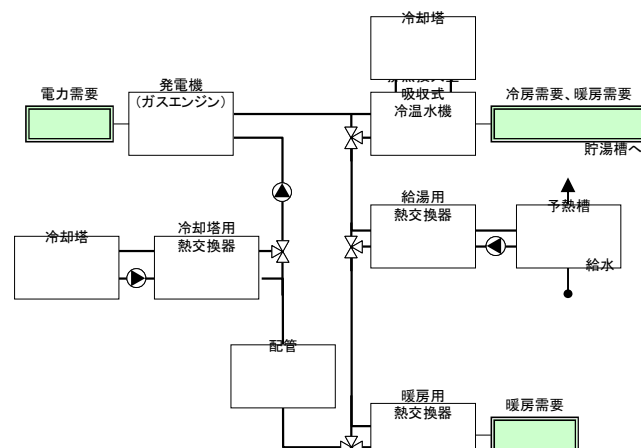 冷却塔
電力需要
発電機
（ガスエンジン）
吸収式
冷温水機
冷房需要、暖房需要
貯湯槽へ
給湯用
熱交換器
予熱槽
給水
冷却塔
冷却塔用
熱交換器
配管
暖房用
熱交換器
暖房需要